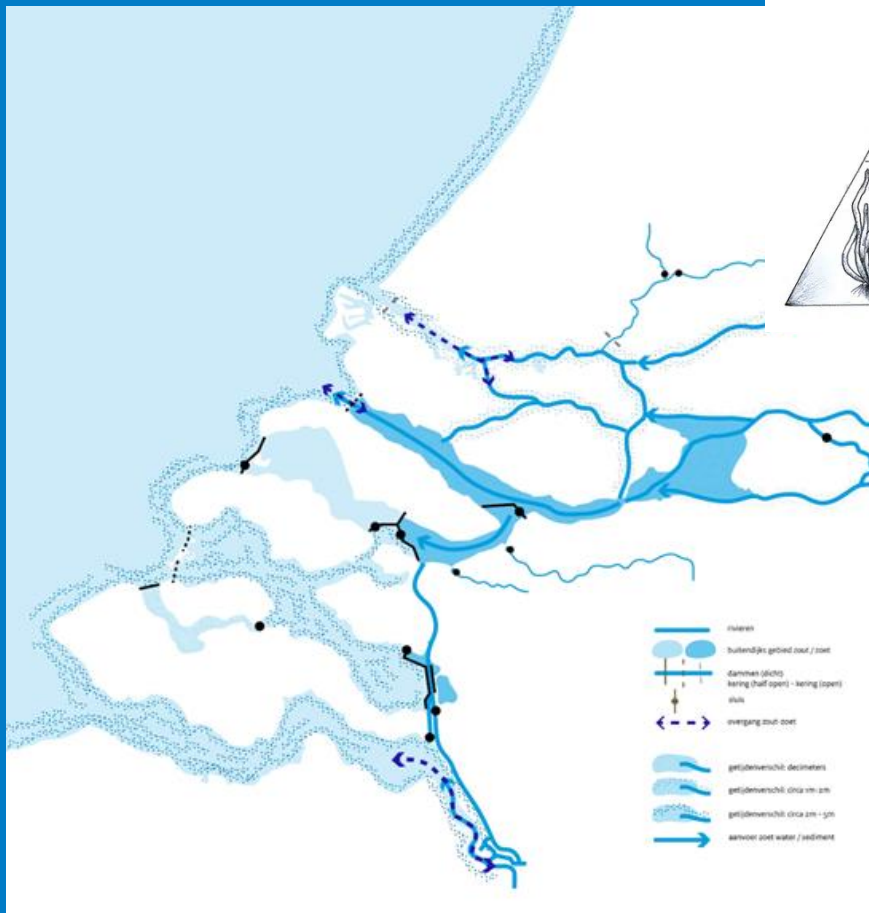 rivieren
buitendijks gebied zout / zoet
dammen (dicht)
kering (half open) - kering (open)
sluis
overgang zout-zoet
getijdenverschil: decimeters
getijdenverschil: circa 1m-2m
getijdenverschil: circa 2m - 5m
aanvoer zoet water / sediment